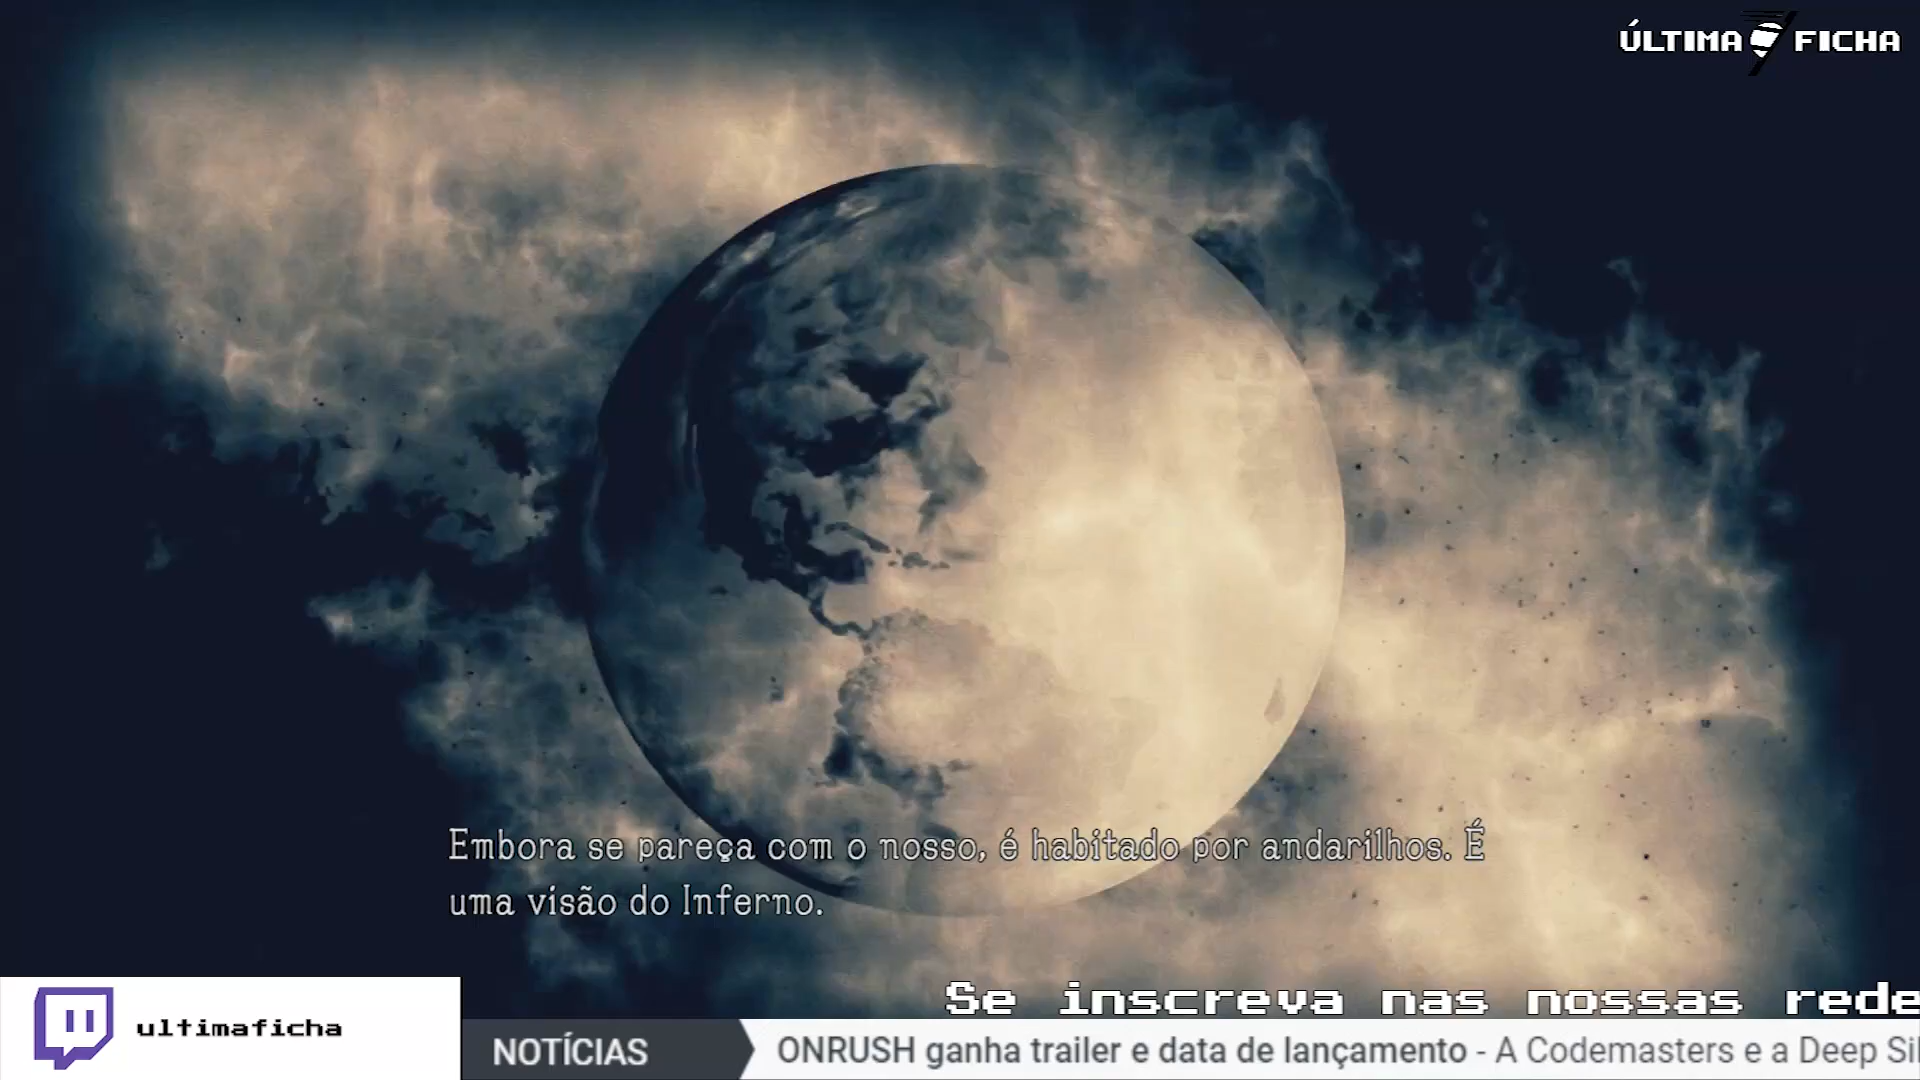 ÚLTIMA FICHA
Embora se pareça com o nosso, é habitado por andarilhos. É
uma visão do Inferno.
Se inscreva nas nossas rede
ultimaficha
NOTÍCIAS
ONRUSH ganha trailer e data de lançamento - A Codemasters e a Deep Sil